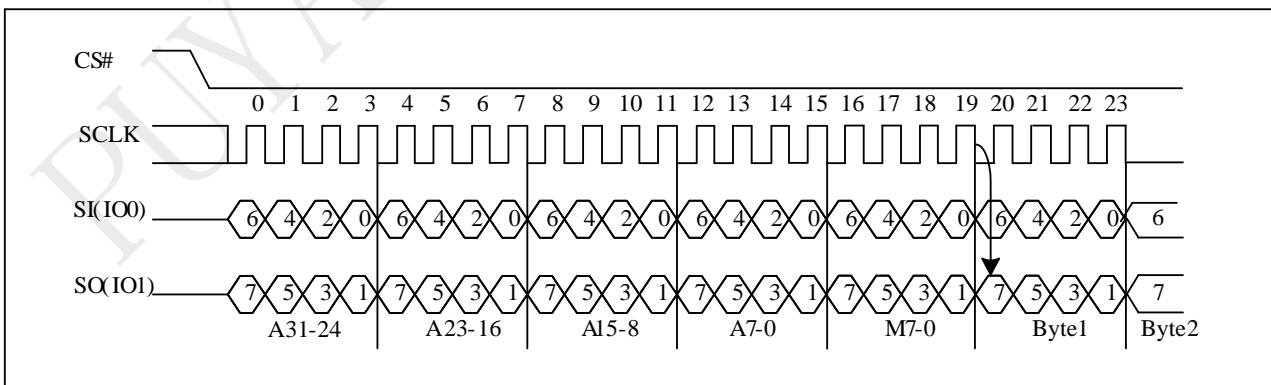 PUYA
CS#
0 1 2 3 4 5 6 7 8 9 10 11 12 13 14 15 16 17 18 19 20 21 22 23
SCLK
SI(IO0) 6 4 2 0 6 4 2 0 6 4 2 0 6 4 2 0 6 4 2 0 6 4 2 0 6
SO(IO1) 7 5 3 1 7 5 3 1 7 5 3 1 7 5 3 1 7 5 3 1 7 5 3 1 7
A31-24 A23-16 A15-8 A7-0 M7-0 Byte1 Byte2